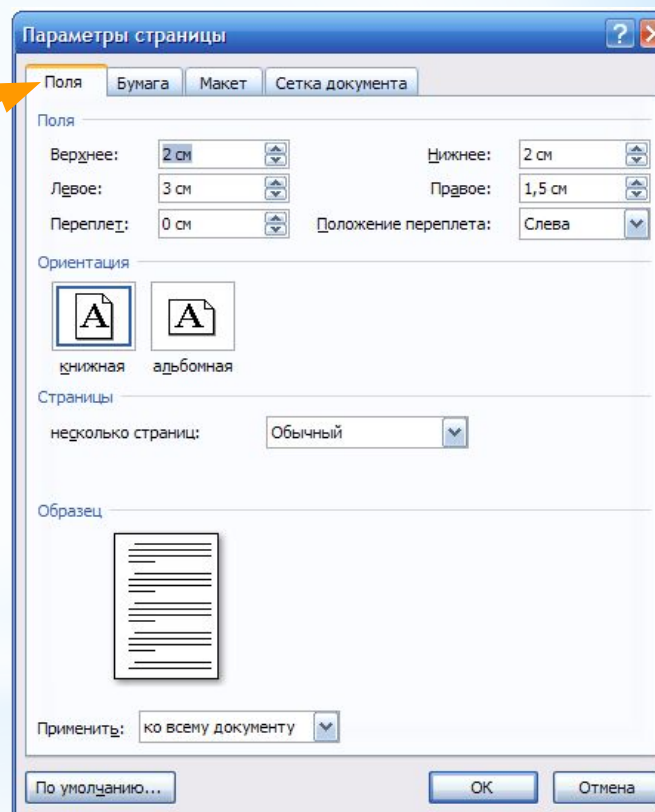 Параметры страницы
Поля Бумага Макет Сетка документа
Поля
Верхнее: 2 см Нижнее: 2 см
Левое: 3 см Правое: 1,5 см
Переплет: 0 см Положение переплета: Слева
Ориентация
A A
книжная альбомная
Страницы
несколько страниц: Обычный
Образец
Применить: ко всему документу
По умолчанию... ОК Отмена